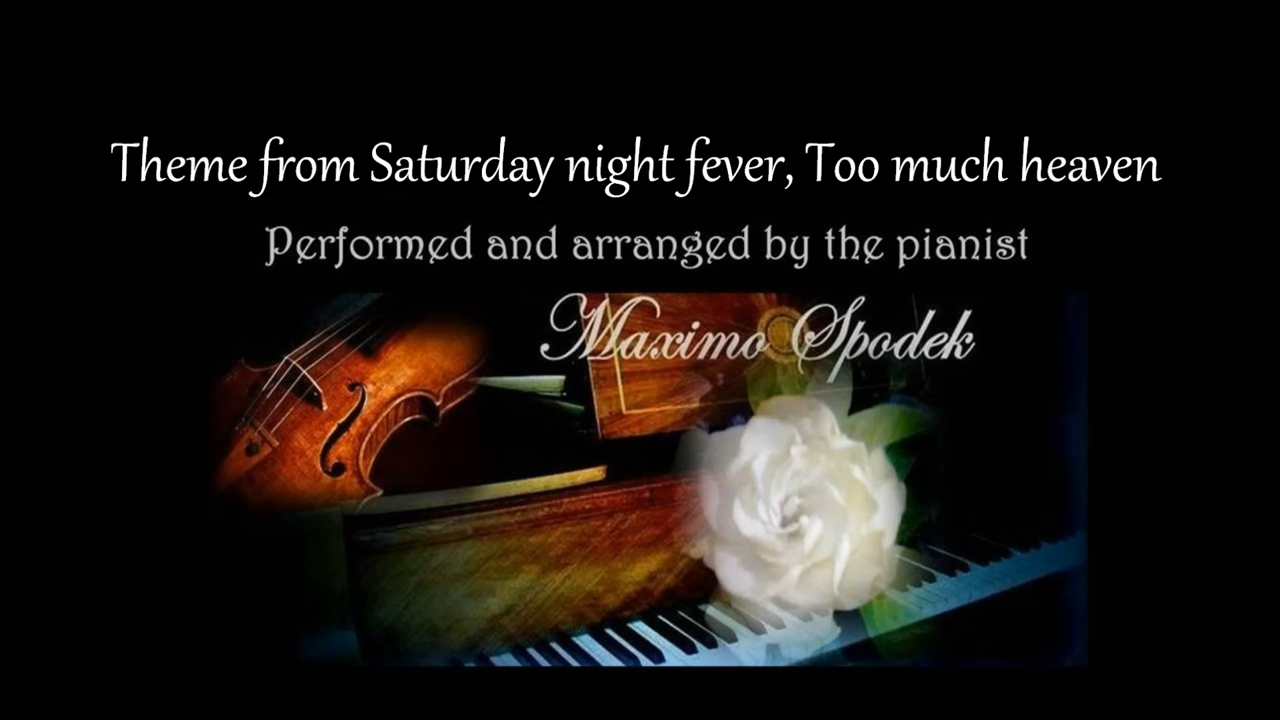 Theme from Saturday night fever, Too much heaven
Performed and arranged by the pianist
Maximo Spodek